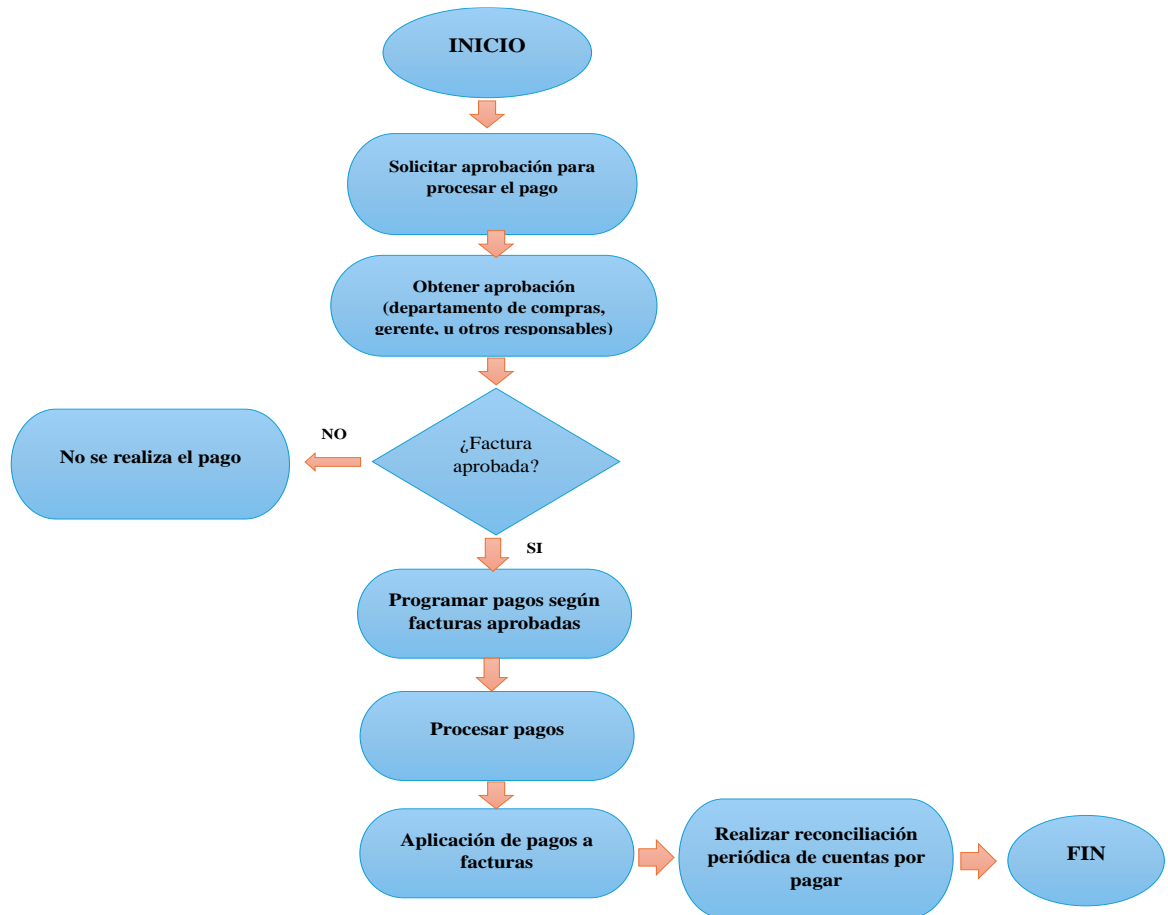 INICIO
Solicitar aprobación para
procesar el pago
Obtener aprobación
(departamento de compras,
gerente, u otros responsables)
¿Factura
aprobada?
NO
No se realiza el pago
SI
Programar pagos según
facturas aprobadas
Procesar pagos
Aplicación de pagos a
facturas
Realizar reconciliación
periódica de cuentas por
pagar
FIN